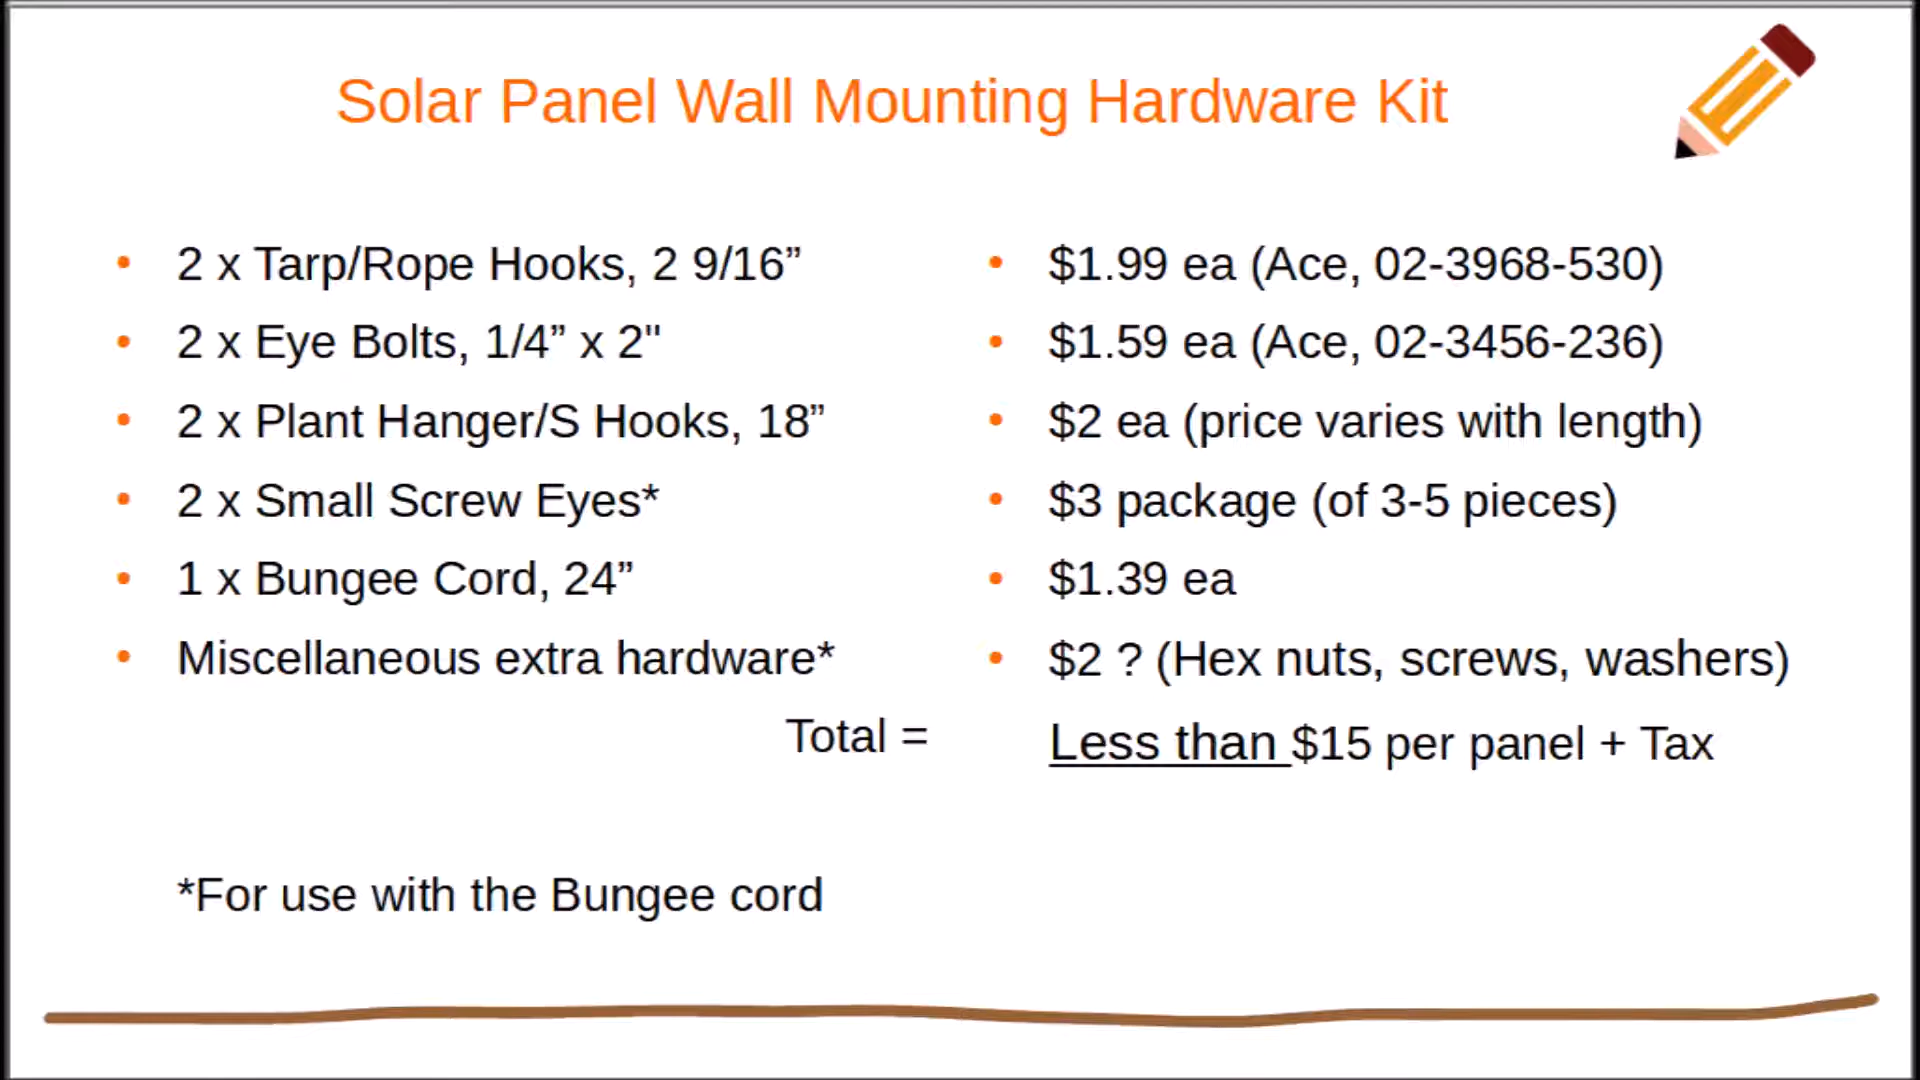 Solar Panel Wall Mounting Hardware Kit
• 2 x Tarp/Rope Hooks, 2 9/16”
• $1.99 ea (Ace, 02-3968-530)
• 2 x Eye Bolts, 1/4” x 2"
• $1.59 ea (Ace, 02-3456-236)
• 2 x Plant Hanger/S Hooks, 18”
• $2 ea (price varies with length)
• 2 x Small Screw Eyes*
• $3 package (of 3-5 pieces)
• 1 x Bungee Cord, 24”
• $1.39 ea
• Miscellaneous extra hardware*
• $2 ? (Hex nuts, screws, washers)
Total =
Less than $15 per panel + Tax
*For use with the Bungee cord